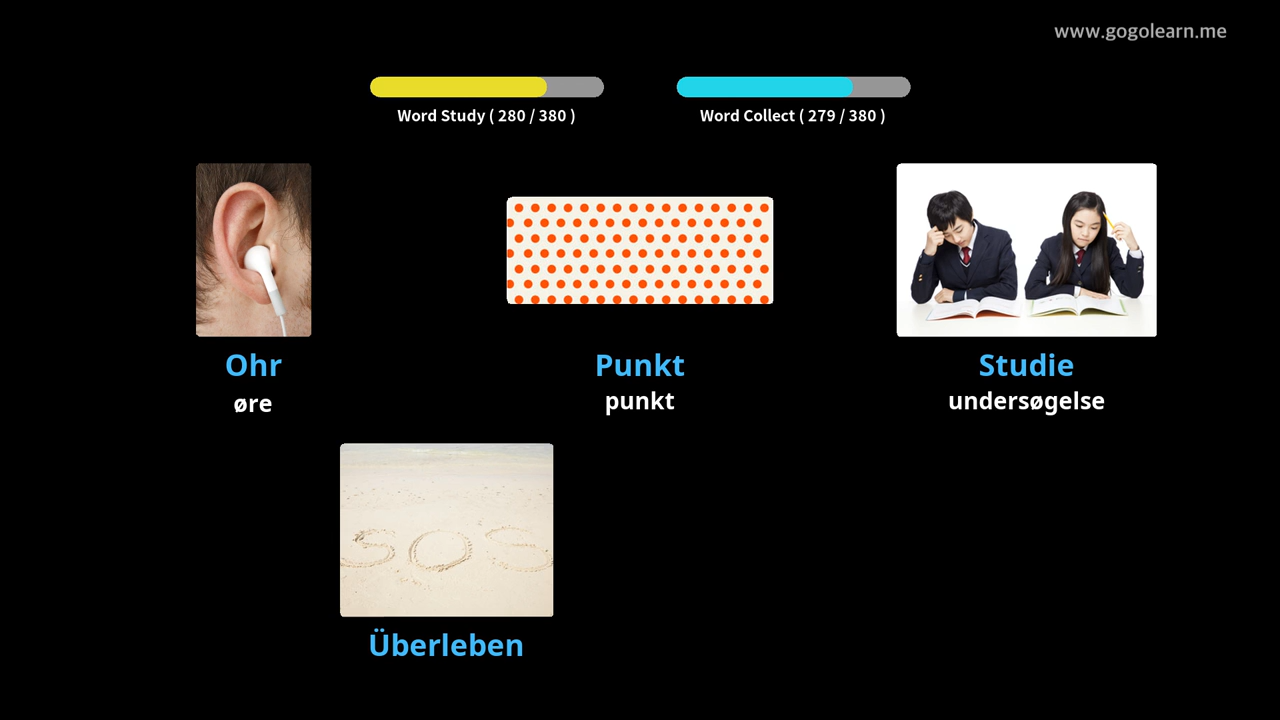 www.gogolearn.me
Word Study ( 280 / 380 )
Word Collect ( 279 / 380 )
Ohr
øre
Punkt
punkt
Studie
undersøgelse
SOS
Überleben